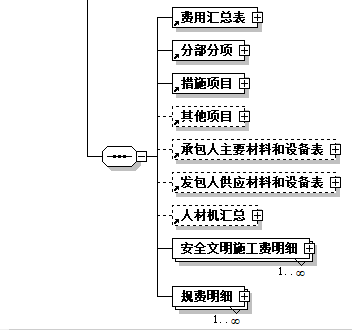 费用汇总表
分部分项
措施项目
其他项目
承包人主要材料和设备表
发包人供应材料和设备表
人材机汇总
安全文明施工费明细
1..∞
规费明细
1..∞